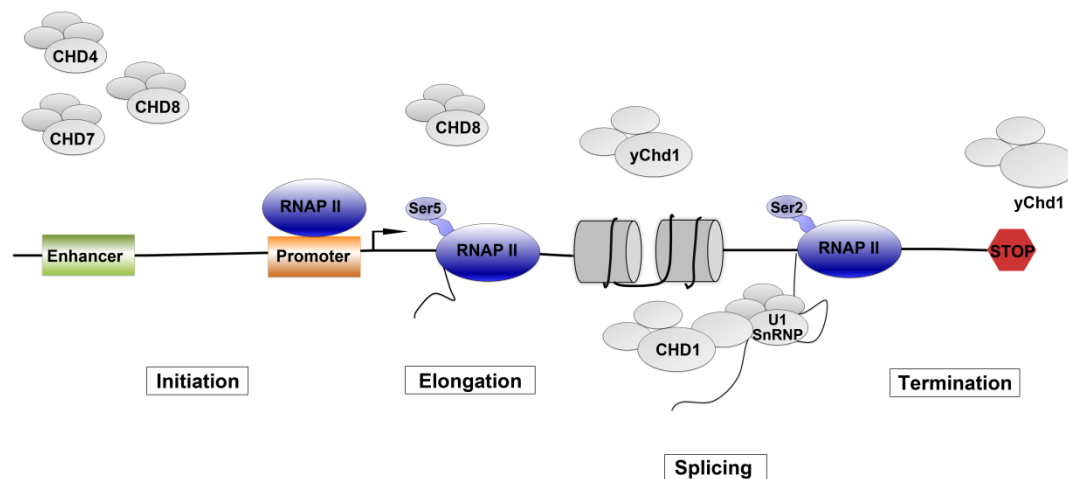 CHD4
CHD8
CHD7
CHD8
yChd1
yChd1
RNAP II
Ser5
Ser2
Enhancer
Promoter
RNAP II
RNAP II
STOP
U1
SnRNP
CHD1
Initiation
Elongation
Termination
Splicing